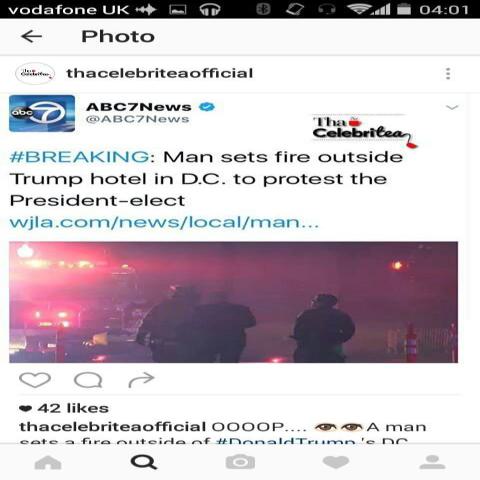 vodafone UK 04:01
Photo
thacelebriteaofficial
abc 7 ABC7News
@ABC7News
Tha
Celebritea
#BREAKING: Man sets fire outside
Trump hotel in D.C. to protest the
President-elect
wjla.com/news/local/man...
42 likes
thacelebriteaofficial OOOOP.... 👀 A man
sets a fire outside of #DonaldTrump 's DC